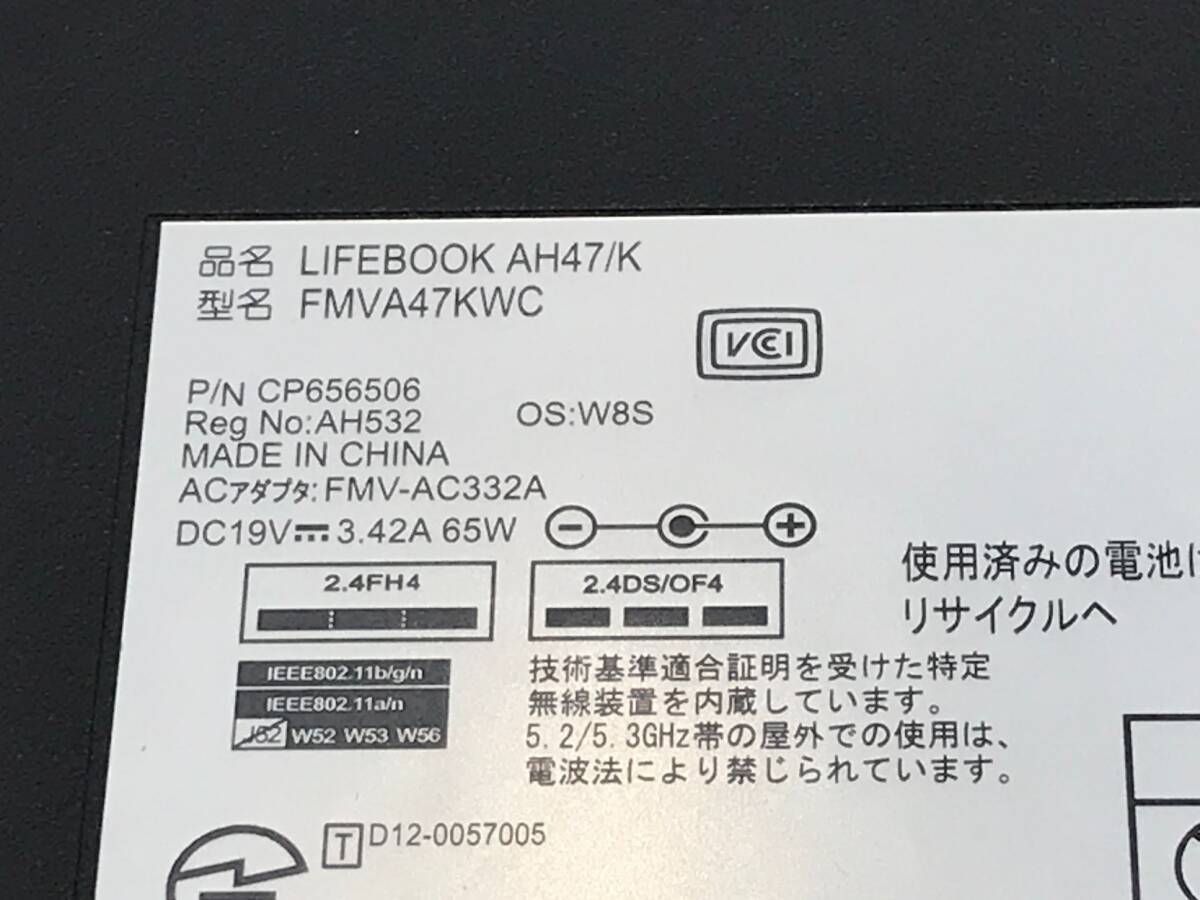 品名 LIFEBOOK AH47/K
型名 FMVA47KWC
VCCI
P/N CP656506
Reg No:AH532
OS:W8S
MADE IN CHINA
ACアダプタ:FMV-AC332A
DC19V⎓3.42A 65W
2.4FH4
2.4DS/OF4
使用済みの電池は
リサイクルへ
IEEE802.11b/g/n
IEEE802.11a/n
J52 W52 W53 W56
技術基準適合証明を受けた特定
無線装置を内蔵しています。
5.2/5.3GHz帯の屋外での使用は、
電波法により禁じられています。
T D12-0057005